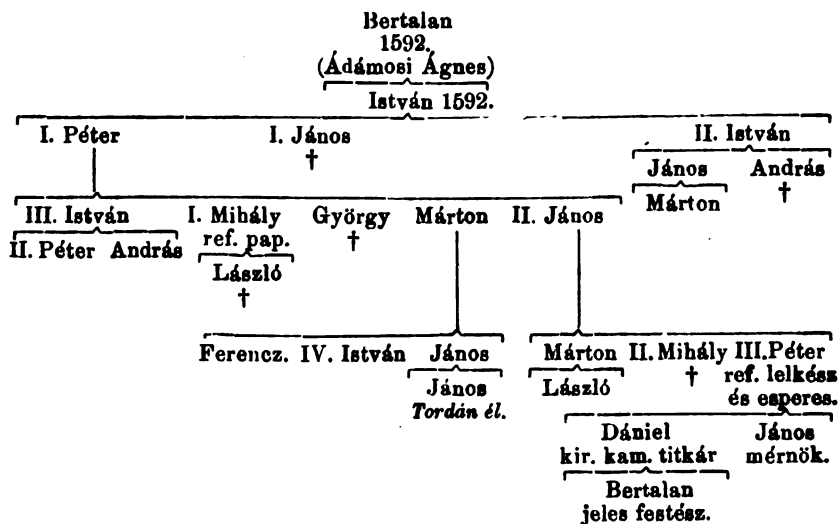 Bertalan
1592.
(Ádámosi Ágnes)
István 1592.
I. Péter I. János II. István
† János András
Márton †
III. István I. Mihály György Márton II. János
II. Péter András ref. pap. †
László
†
Ferencz. IV. István János Márton II. Mihály III. Péter
János László † ref. lelkész
Tordán él. és esperes.
Dániel János
kir. kam. titkár mérnök.
Bertalan
jeles festész.